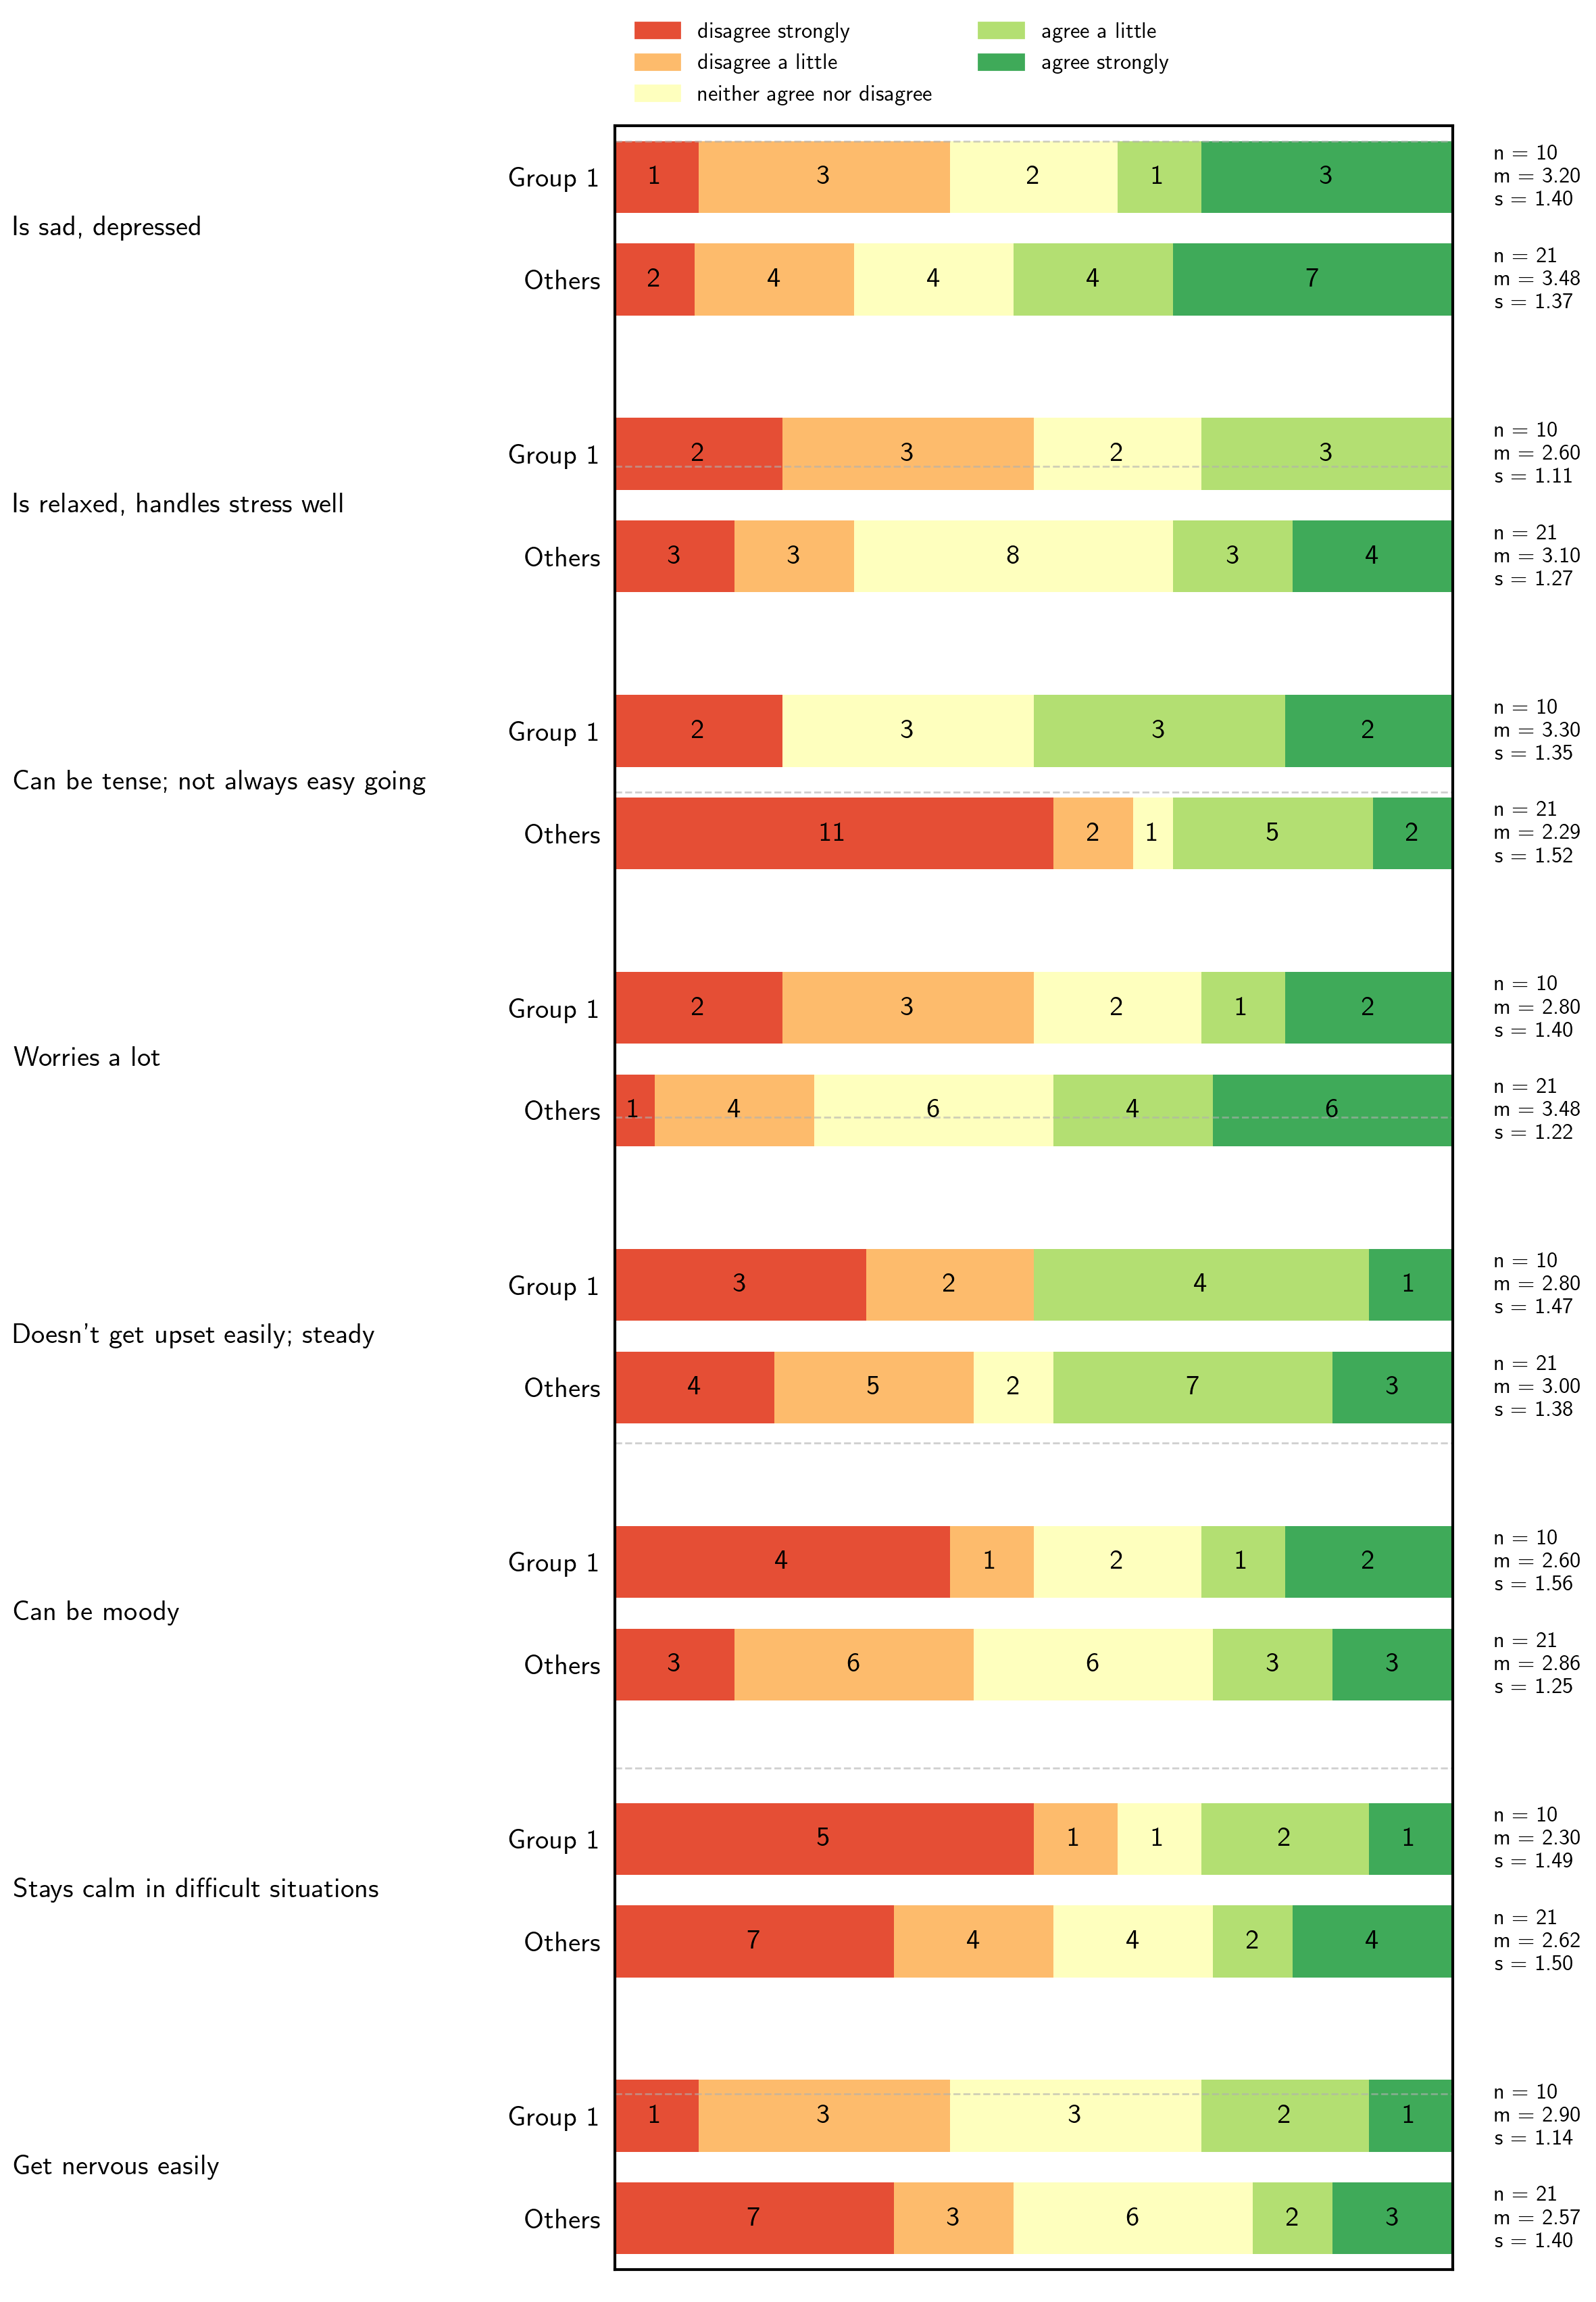 disagree strongly
disagree a little
neither agree nor disagree
agree a little
agree strongly
Is sad, depressed
Group 1
1 3 2 1 3
n = 10
m = 3.20
s = 1.40
Others
2 4 4 4 7
n = 21
m = 3.48
s = 1.37
Is relaxed, handles stress well
Group 1
2 3 2 3
n = 10
m = 2.60
s = 1.11
Others
3 3 8 3 4
n = 21
m = 3.10
s = 1.27
Can be tense; not always easy going
Group 1
2 3 3 2
n = 10
m = 3.30
s = 1.35
Others
11 2 1 5 2
n = 21
m = 2.29
s = 1.52
Worries a lot
Group 1
2 3 2 1 2
n = 10
m = 2.80
s = 1.40
Others
1 4 6 4 6
n = 21
m = 3.48
s = 1.22
Doesn't get upset easily; steady
Group 1
3 2 4 1
n = 10
m = 2.80
s = 1.47
Others
4 5 2 7 3
n = 21
m = 3.00
s = 1.38
Can be moody
Group 1
4 1 2 1 2
n = 10
m = 2.60
s = 1.56
Others
3 6 6 3 3
n = 21
m = 2.86
s = 1.25
Stays calm in difficult situations
Group 1
5 1 1 2 1
n = 10
m = 2.30
s = 1.49
Others
7 4 4 2 4
n = 21
m = 2.62
s = 1.50
Get nervous easily
Group 1
1 3 3 2 1
n = 10
m = 2.90
s = 1.14
Others
7 3 6 2 3
n = 21
m = 2.57
s = 1.40